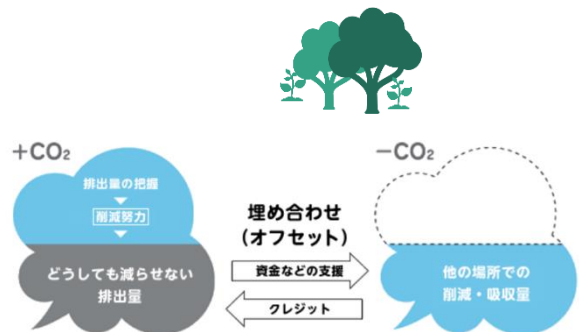 +CO₂
排出量の把握
削減努力
どうしても減らせない
排出量
埋め合わせ
(オフセット)
資金などの支援
クレジット
−CO₂
他の場所での
削減・吸収量